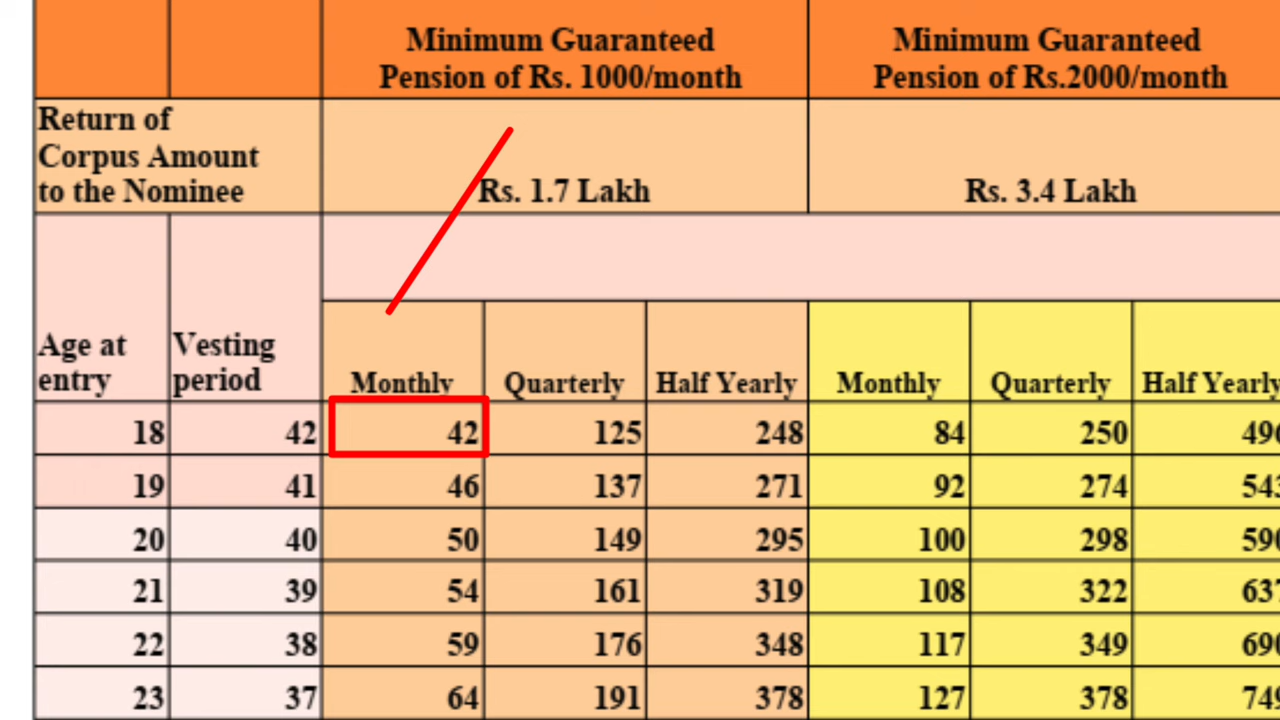 Minimum Guaranteed Pension of Rs. 1000/month
Minimum Guaranteed Pension of Rs.2000/month
Return of Corpus Amount to the Nominee
Rs. 1.7 Lakh
Rs. 3.4 Lakh
Age at entry Vesting period Monthly Quarterly Half Yearly Monthly Quarterly Half Yearly
18 42 42 125 248 84 250
19 41 46 137 271 92 274
20 40 50 149 295 100 298
21 39 54 161 319 108 322
22 38 59 176 348 117 349
23 37 64 191 378 127 378